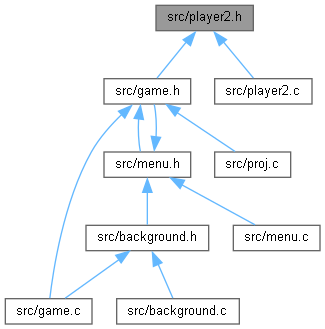 src/player2.h
src/game.h
src/player2.c
src/menu.h
src/proj.c
src/background.h
src/menu.c
src/game.c
src/background.c